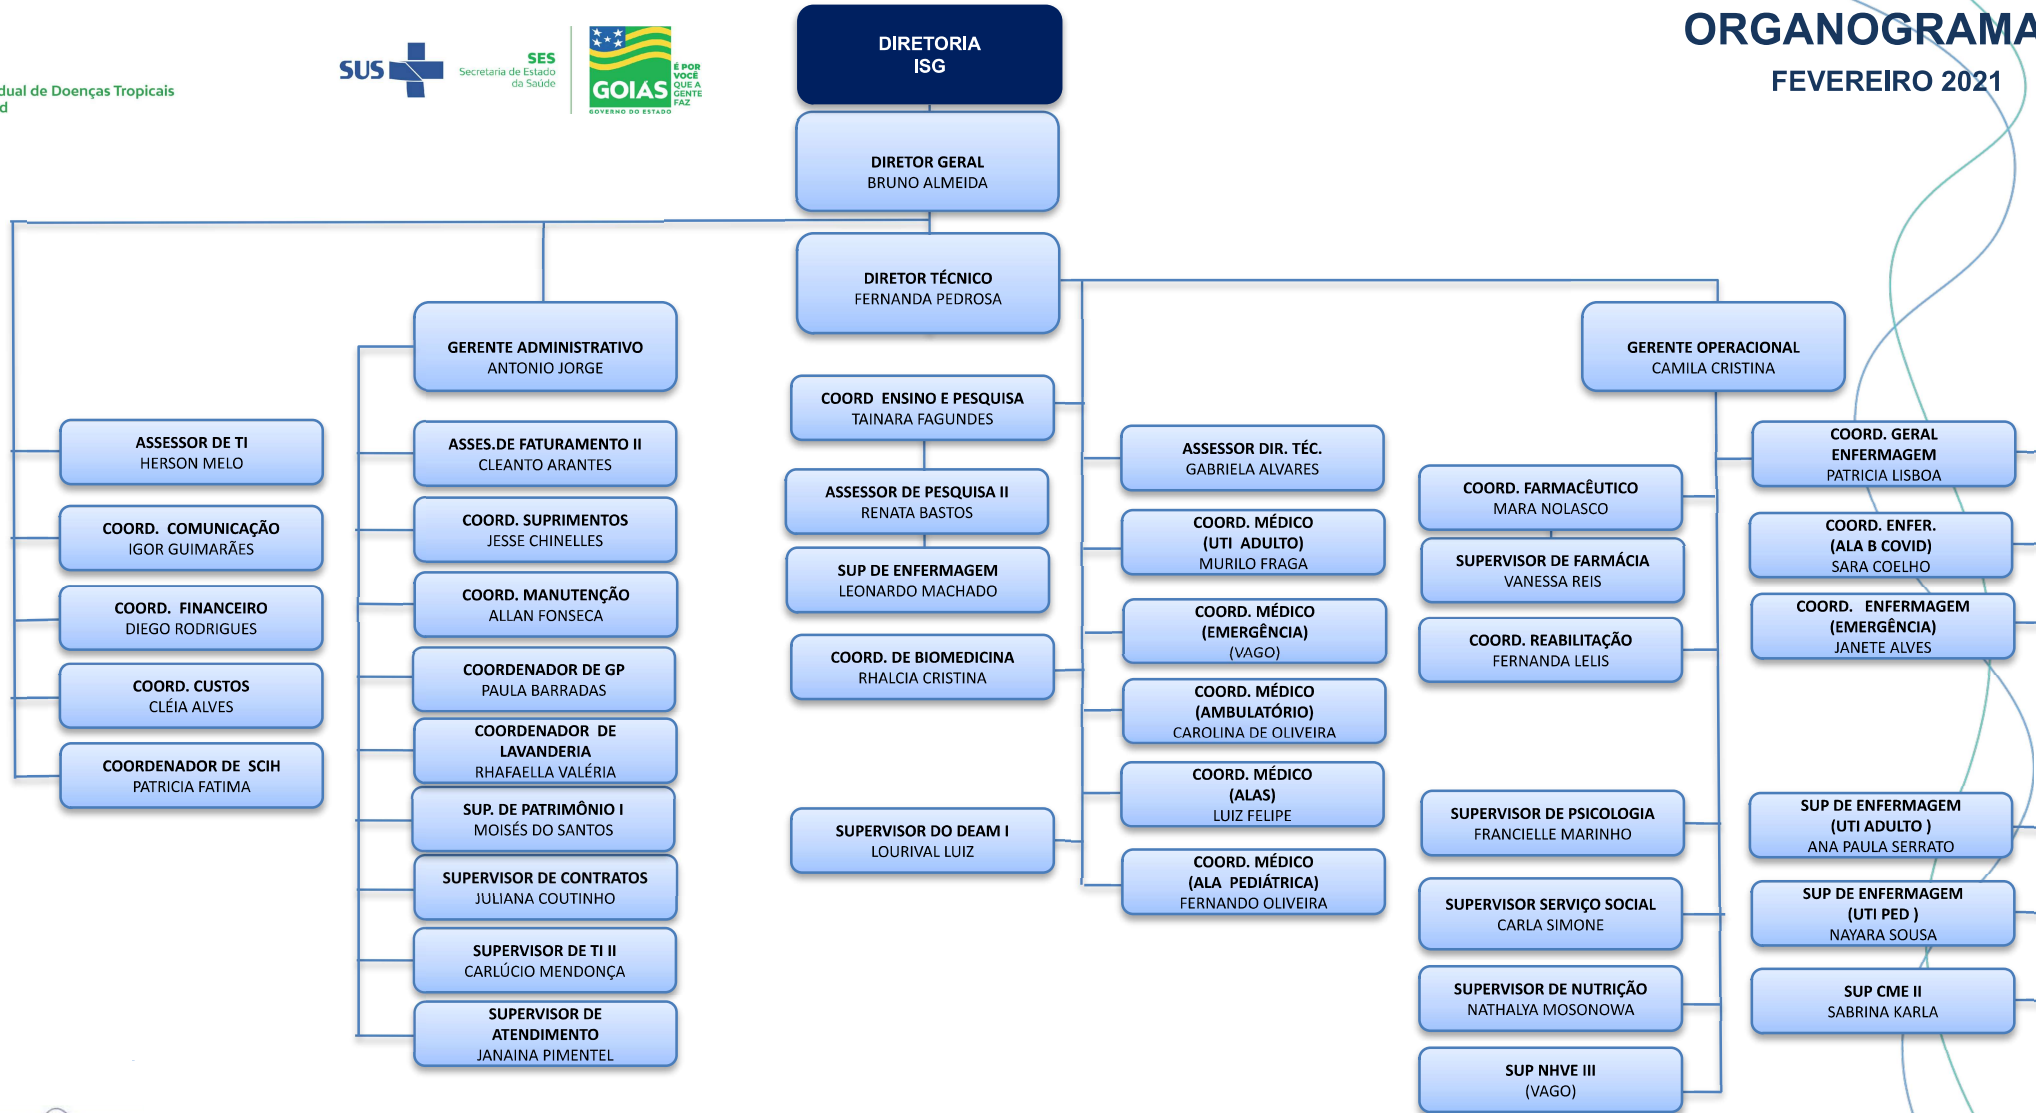 dual de Doenças Tropicais
d
SUS
SES
Secretaria de Estado
da Saúde
GOIÁS
GOVERNO DO ESTADO
É POR
VOCÊ
QUE A
GENTE
FAZ
ORGANOGRAMA
FEVEREIRO 2021
DIRETORIA
ISG
DIRETOR GERAL
BRUNO ALMEIDA
DIRETOR TÉCNICO
FERNANDA PEDROSA
GERENTE ADMINISTRATIVO
ANTONIO JORGE
GERENTE OPERACIONAL
CAMILA CRISTINA
ASSESSOR DE TI
HERSON MELO
COORD. COMUNICAÇÃO
IGOR GUIMARÃES
COORD. FINANCEIRO
DIEGO RODRIGUES
COORD. CUSTOS
CLÉIA ALVES
COORDENADOR DE SCIH
PATRICIA FATIMA
ASSES.DE FATURAMENTO II
CLEANTO ARANTES
COORD. SUPRIMENTOS
JESSE CHINELLES
COORD. MANUTENÇÃO
ALLAN FONSECA
COORDENADOR DE GP
PAULA BARRADAS
COORDENADOR DE
LAVANDERIA
RHAFAELLA VALÉRIA
SUP. DE PATRIMÔNIO I
MOISÉS DO SANTOS
SUPERVISOR DE CONTRATOS
JULIANA COUTINHO
SUPERVISOR DE TI II
CARLÚCIO MENDONÇA
SUPERVISOR DE
ATENDIMENTO
JANAINA PIMENTEL
COORD ENSINO E PESQUISA
TAINARA FAGUNDES
ASSESSOR DE PESQUISA II
RENATA BASTOS
SUP DE ENFERMAGEM
LEONARDO MACHADO
COORD. DE BIOMEDICINA
RHALCIA CRISTINA
SUPERVISOR DO DEAM I
LOURIVAL LUIZ
ASSESSOR DIR. TÉC.
GABRIELA ALVARES
COORD. MÉDICO
(UTI ADULTO)
MURILO FRAGA
COORD. MÉDICO
(EMERGÊNCIA)
(VAGO)
COORD. MÉDICO
(AMBULATÓRIO)
CAROLINA DE OLIVEIRA
COORD. MÉDICO
(ALAS)
LUIZ FELIPE
COORD. MÉDICO
(ALA PEDIÁTRICA)
FERNANDO OLIVEIRA
COORD. FARMACÊUTICO
MARA NOLASCO
SUPERVISOR DE FARMÁCIA
VANESSA REIS
COORD. REABILITAÇÃO
FERNANDA LELIS
SUPERVISOR DE PSICOLOGIA
FRANCIELLE MARINHO
SUPERVISOR SERVIÇO SOCIAL
CARLA SIMONE
SUPERVISOR DE NUTRIÇÃO
NATHALYA MOSONOWA
SUP NHVE III
(VAGO)
COORD. GERAL
ENFERMAGEM
PATRICIA LISBOA
COORD. ENFER.
(ALA B COVID)
SARA COELHO
COORD. ENFERMAGEM
(EMERGÊNCIA)
JANETE ALVES
SUP DE ENFERMAGEM
(UTI ADULTO )
ANA PAULA SERRATO
SUP DE ENFERMAGEM
(UTI PED )
NAYARA SOUSA
SUP CME II
SABRINA KARLA